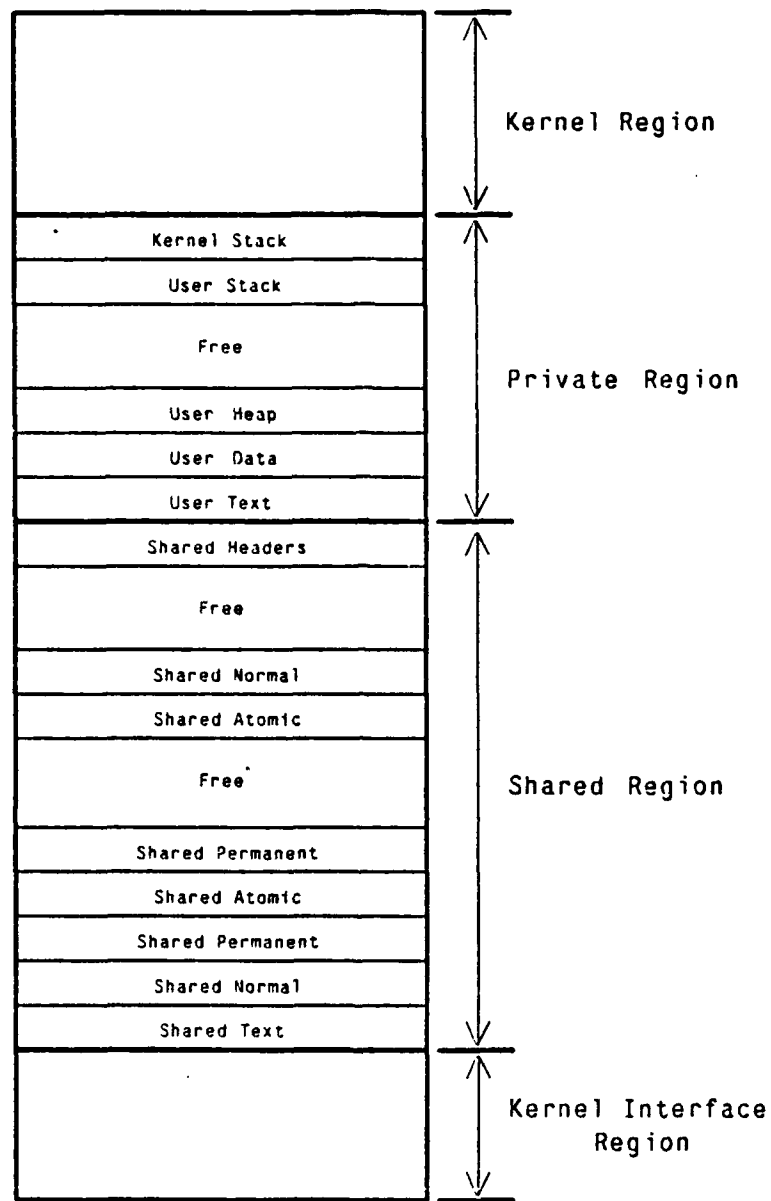 Kernel Region
Kernel Stack
User Stack
Free
User Heap
User Data
User Text
Private Region
Shared Headers
Free
Shared Normal
Shared Atomic
Free
Shared Permanent
Shared Atomic
Shared Permanent
Shared Normal
Shared Text
Shared Region
Kernel Interface
Region